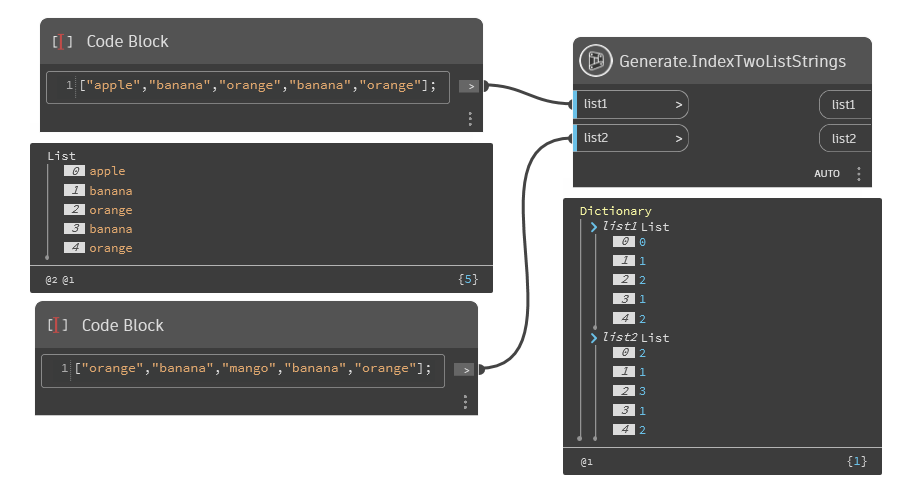 [I] Code Block
1 ["apple","banana","orange","banana","orange"]; >
List
0 apple
1 banana
2 orange
3 banana
4 orange
@2 @1 {5}
[I] Code Block
1 ["orange","banana","mango","banana","orange"]; >
Generate.IndexTwoListStrings
list1 > list1
list2 > list2
AUTO
Dictionary
list1 List
0 0
1 1
2 2
3 1
4 2
list2 List
0 2
1 1
2 3
3 1
4 2
@1 {1}